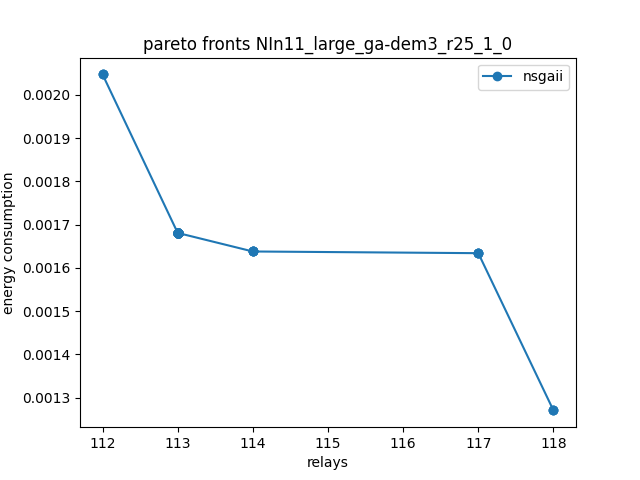 pareto fronts NIn11_large_ga-dem3_r25_1_0
nsgaii
energy consumption
0.0020
0.0019
0.0018
0.0017
0.0016
0.0015
0.0014
0.0013
112 113 114 115 116 117 118
relays